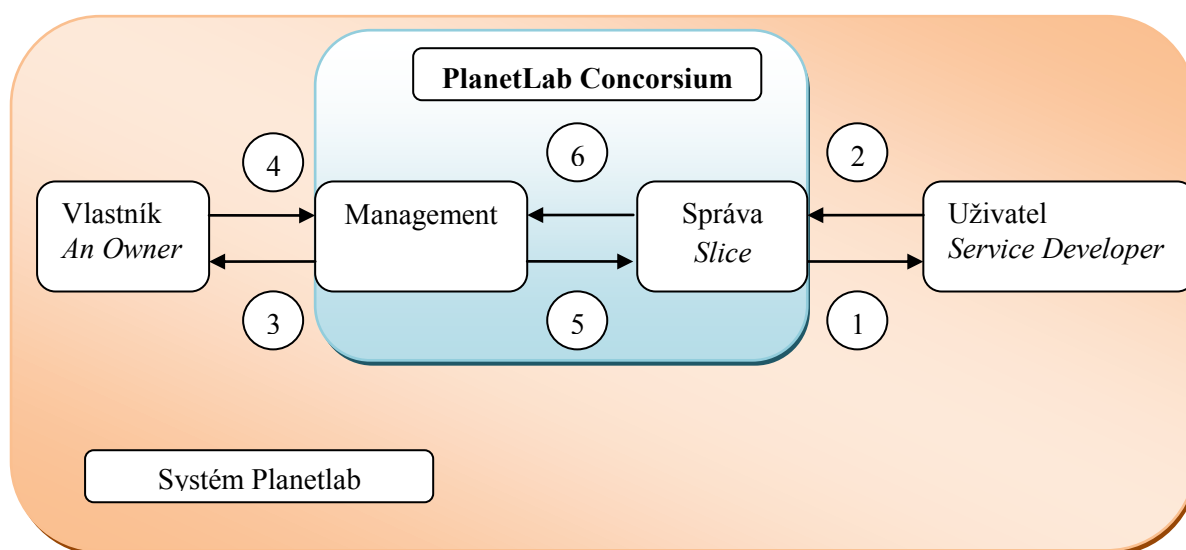 PlanetLab Concorsium
4
6
2
Vlastník
An Owner
Management
Správa
Slice
Uživatel
Service Developer
3
5
1
Systém Planetlab